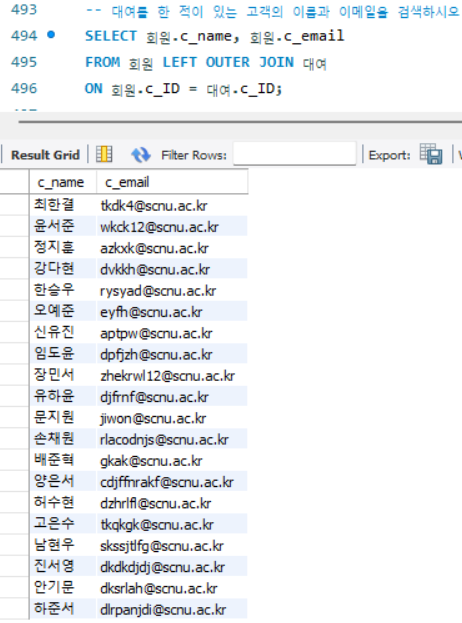 493 -- 대여를 한 적이 있는 고객의 이름과 이메일을 검색하시오
494 SELECT 회원.c_name, 회원.c_email
495 FROM 회원 LEFT OUTER JOIN 대여
496 ON 회원.c_ID = 대여.c_ID;
Result Grid Filter Rows: Export:
c_name c_email
최한결 tkdk4@scnu.ac.kr
윤서준 wkck12@scnu.ac.kr
정지훈 azkxk@scnu.ac.kr
강다현 dvkkh@scnu.ac.kr
한승우 rysyad@scnu.ac.kr
오예준 eyfh@scnu.ac.kr
신유진 aptpw@scnu.ac.kr
임도윤 dpfjzh@scnu.ac.kr
장민서 zhekrwl12@scnu.ac.kr
유하윤 djfrnf@scnu.ac.kr
문지원 jiwon@scnu.ac.kr
손채원 rlacodnjs@scnu.ac.kr
배준혁 gkak@scnu.ac.kr
양은서 cdjffnrakf@scnu.ac.kr
허수현 dzhrlfl@scnu.ac.kr
고은수 tkqkgk@scnu.ac.kr
남현우 skssjtlfg@scnu.ac.kr
진서영 dkdkdjdj@scnu.ac.kr
안기문 dksrlah@scnu.ac.kr
하준서 dlrpanjdi@scnu.ac.kr